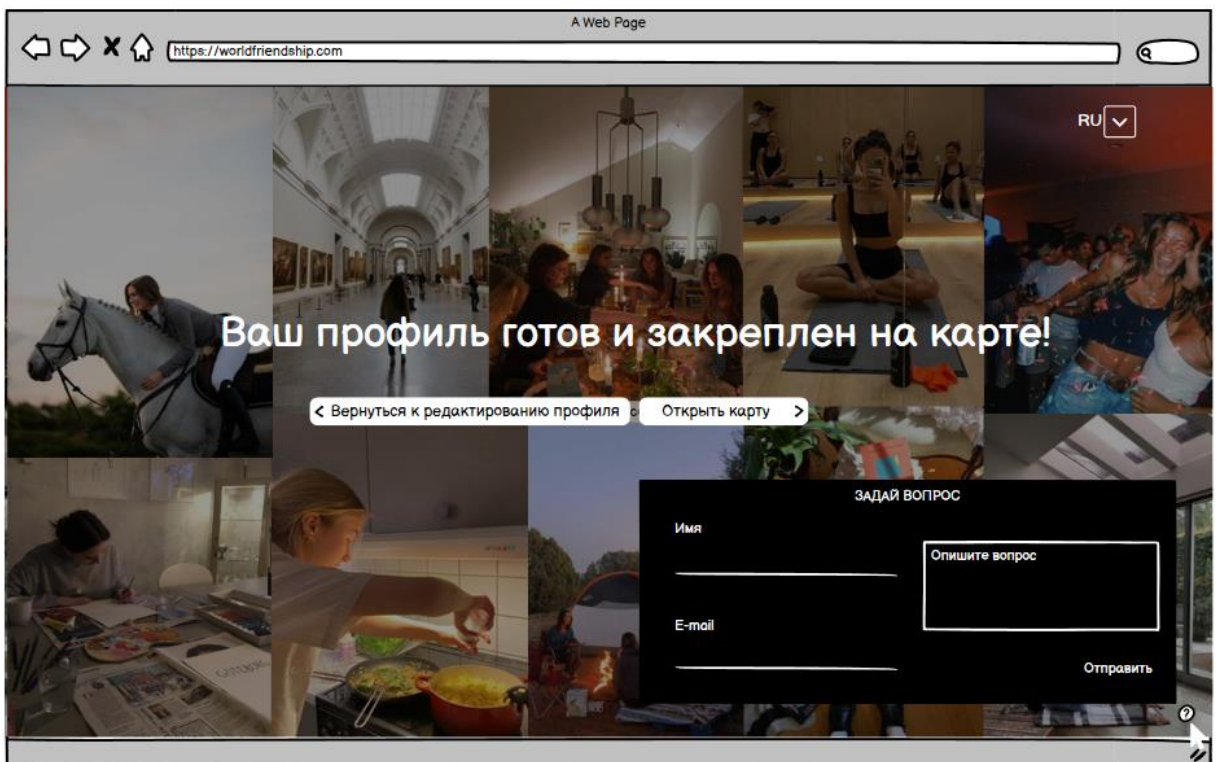 A Web Page
https://worldfriendship.com
RU
Ваш профиль готов и закреплен на карте!
< Вернуться к редактированию профиля
Открыть карту >
ЗАДАЙ ВОПРОС
Имя
Опишите вопрос
E-mail
Отправить
?